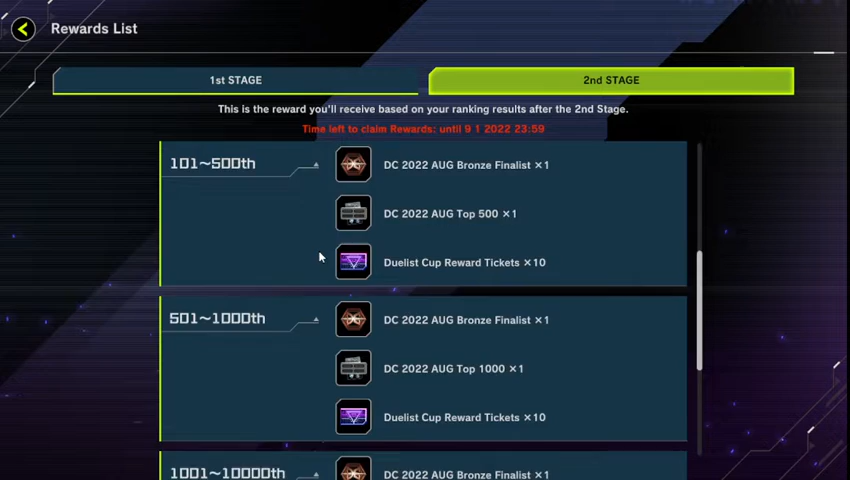 Rewards List
1st STAGE
2nd STAGE
This is the reward you'll receive based on your ranking results after the 2nd Stage.
Time left to claim Rewards: until 9 1 2022 23:59
101~500th
DC 2022 AUG Bronze Finalist ×1
DC 2022 AUG Top 500 ×1
Duelist Cup Reward Tickets ×10
501~1000th
DC 2022 AUG Bronze Finalist ×1
DC 2022 AUG Top 1000 ×1
Duelist Cup Reward Tickets ×10
1001~10000th
DC 2022 AUG Bronze Finalist ×1